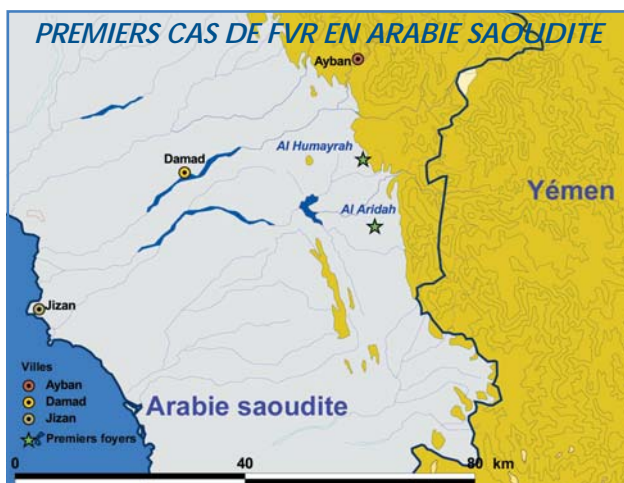 PREMIERS CAS DE FVR EN ARABIE SAOUDITE
Ayban
Al Humayrah
Damad
Yémen
Al Aridah
Jizan
Villes
Ayban
Damad
Jizan
Premiers foyers
Arabie saoudite
0 40 80 km